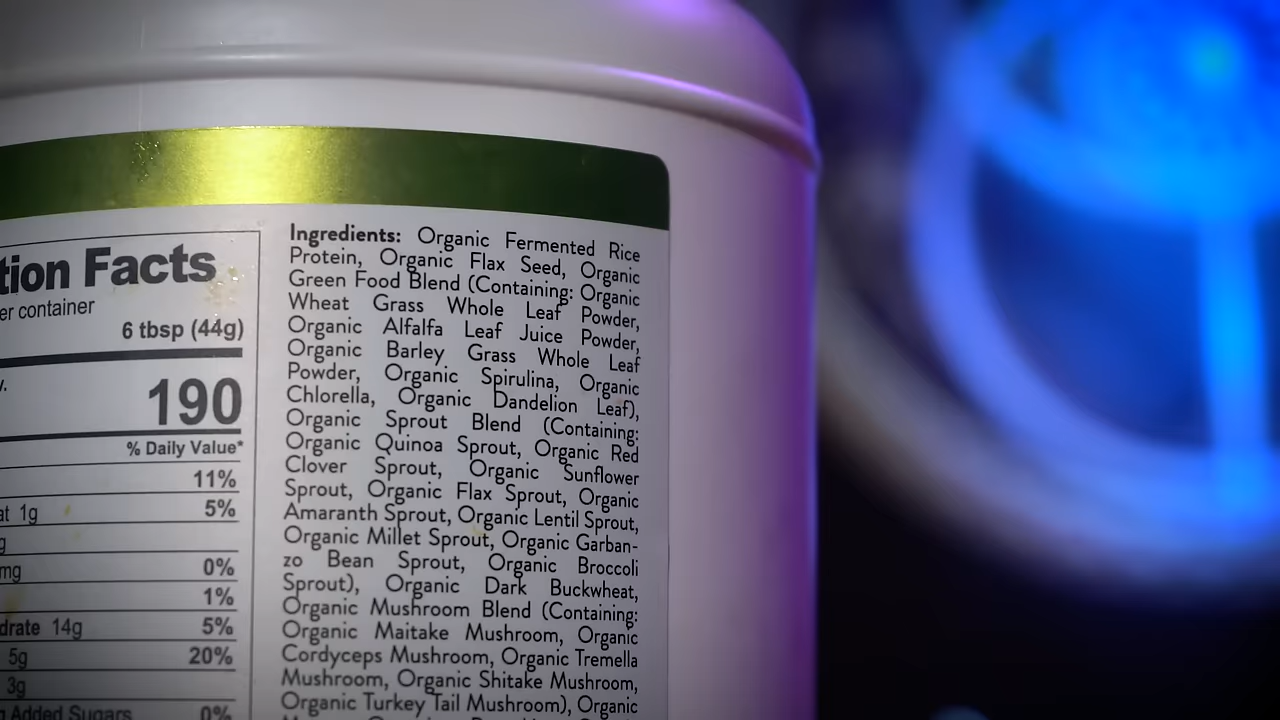 tion Facts
er container
6 tbsp (44g)
190
% Daily Value*
11%
at 1g 5%
g
mg 0%
1%
drate 14g 5%
5g 20%
3g
Added Sugars 0%
Ingredients: Organic Fermented Rice
Protein, Organic Flax Seed, Organic
Green Food Blend (Containing: Organic
Wheat Grass Whole Leaf Powder,
Organic Alfalfa Leaf Juice Powder,
Organic Barley Grass Whole Leaf
Powder, Organic Spirulina, Organic
Chlorella, Organic Dandelion Leaf),
Organic Sprout Blend (Containing:
Organic Quinoa Sprout, Organic Red
Clover Sprout, Organic Sunflower
Sprout, Organic Flax Sprout, Organic
Amaranth Sprout, Organic Lentil Sprout,
Organic Millet Sprout, Organic Garban-
zo Bean Sprout, Organic Broccoli
Sprout), Organic Dark Buckwheat,
Organic Mushroom Blend (Containing:
Organic Maitake Mushroom, Organic
Cordyceps Mushroom, Organic Tremella
Mushroom, Organic Shitake Mushroom,
Organic Turkey Tail Mushroom), Organic